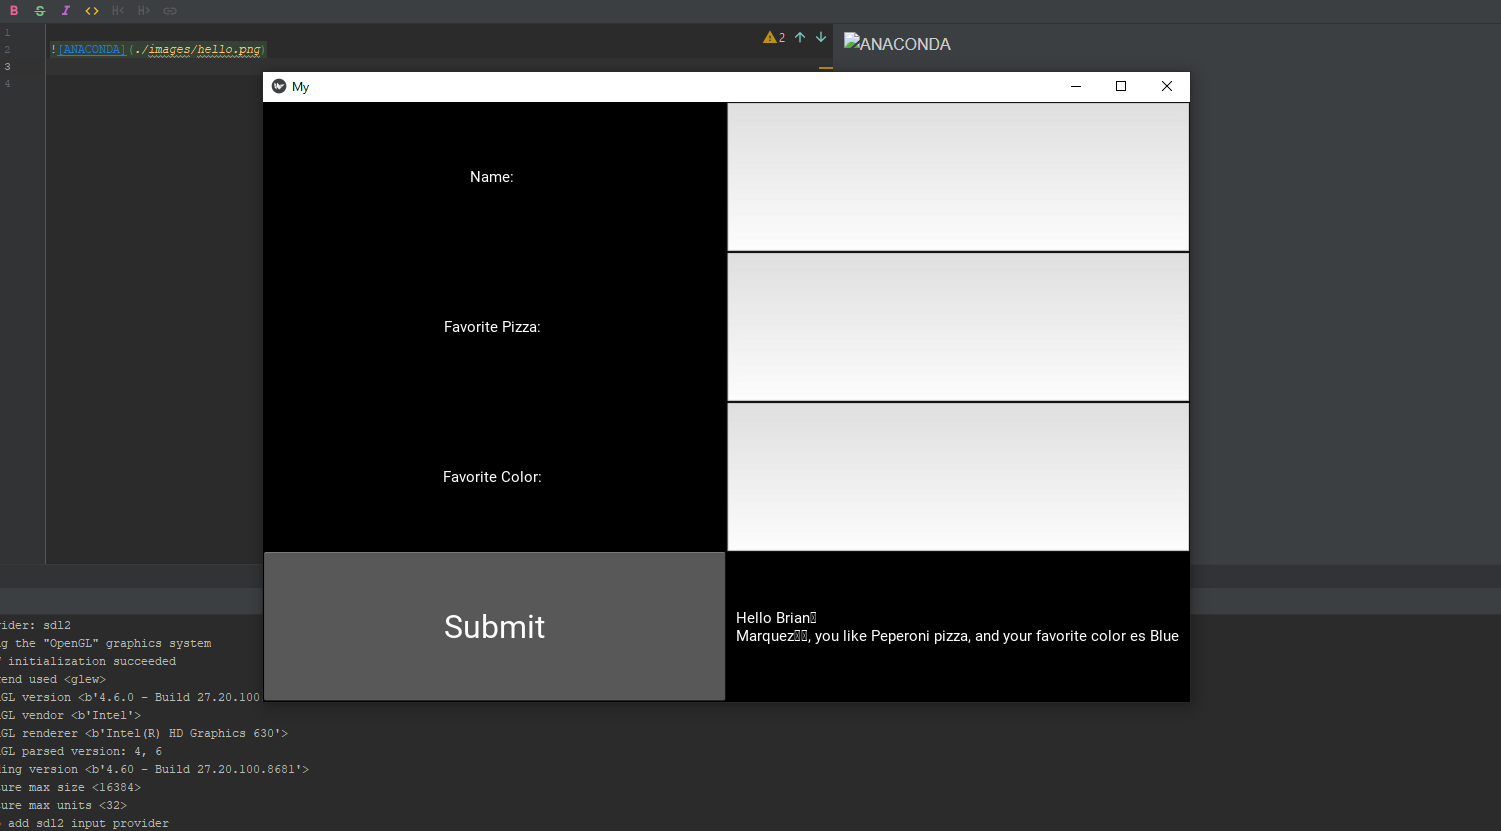 B S I <> H< H>
1
2 ![ANACONDA](./images/hello.png)
3
4
2
ANACONDA
My
Name:
Favorite Pizza:
Favorite Color:
Submit
Hello Brian
Marquez, you like Peperoni pizza, and your favorite color es Blue
ider: sdl2
g the "OpenGL" graphics system
initialization succeeded
end used <glew>
GL version <b'4.6.0 - Build 27.20.100
GL vendor <b'Intel'>
GL renderer <b'Intel(R) HD Graphics 630'>
GL parsed version: 4, 6
ing version <b'4.60 - Build 27.20.100.8681'>
ure max size <16384>
ure max units <32>
add sdl2 input provider